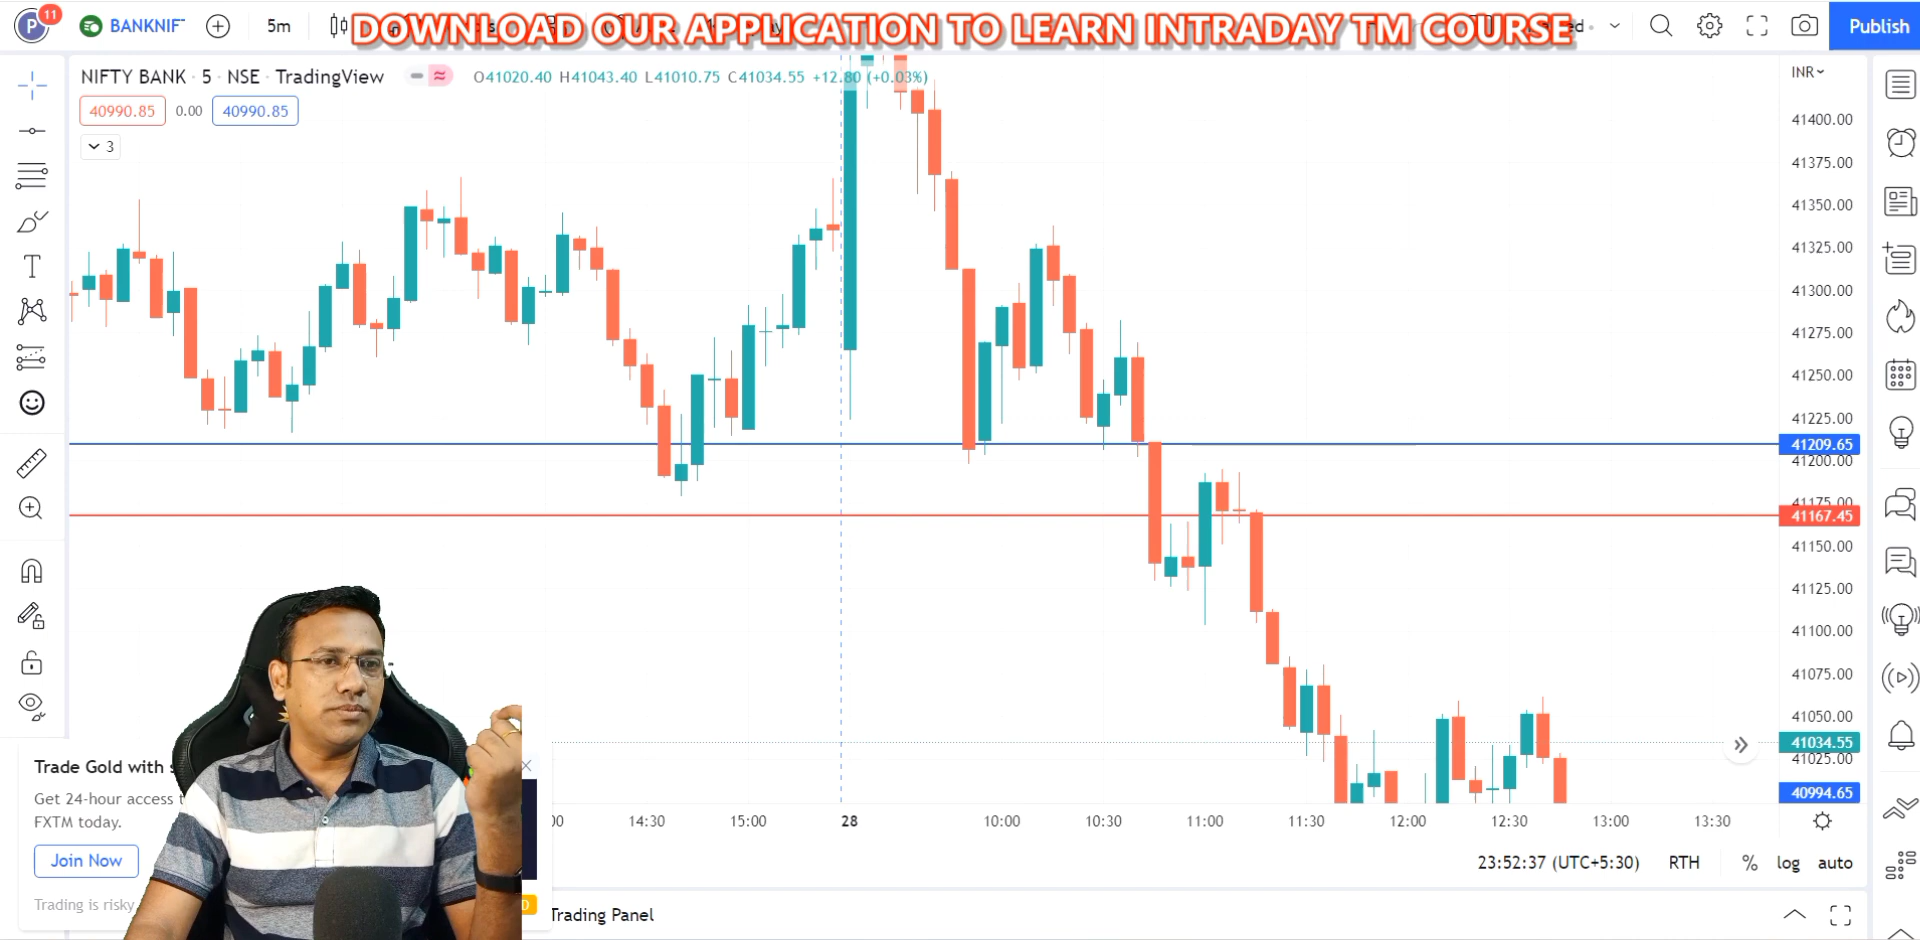 P
11
BANKNIF
5m
DOWNLOAD OUR APPLICATION TO LEARN INTRADAY TM COURSE
Publish
NIFTY BANK · 5 · NSE · TradingView
O41020.40 H41043.40 L41010.75 C41034.55 +12.80 (+0.03%)
INR
40990.85 0.00 40990.85
3
41400.00
41375.00
41350.00
41325.00
41300.00
41275.00
41250.00
41225.00
41209.65
41200.00
41175.00
41167.45
41150.00
41125.00
41100.00
41075.00
41050.00
41034.55
41025.00
40994.65
Trade Gold with
Get 24-hour access
FXTM today.
Join Now
Trading is risky
14:30 15:00 28 10:00 10:30 11:00 11:30 12:00 12:30 13:00 13:30
23:52:37 (UTC+5:30) RTH % log auto
Trading Panel